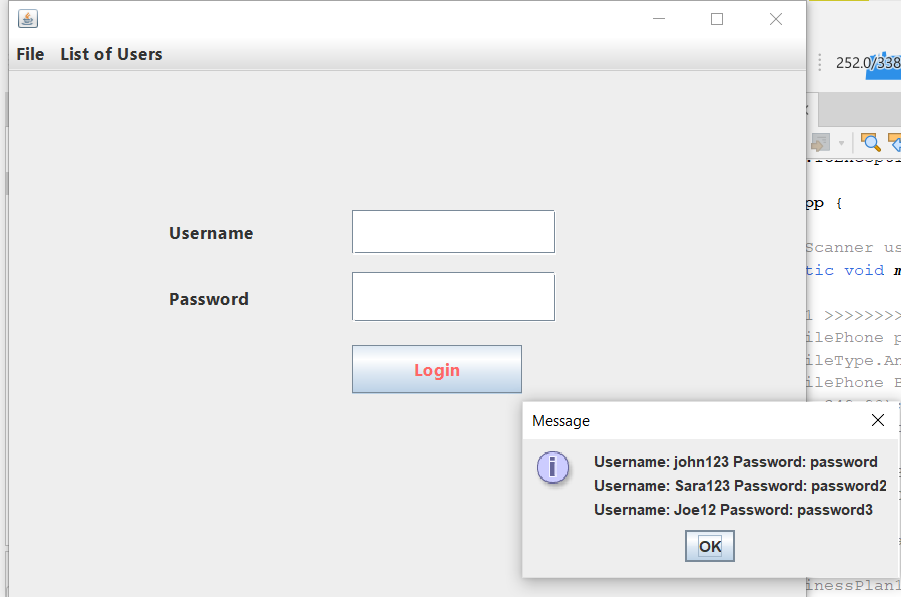 File List of Users
252.0/338
pp {
Username
Scanner us
tic void m
Password
1 >>>>>>>>
ilePhone p
ileType.An
Login
ilePhone B
Message
Username: john123 Password: password
Username: Sara123 Password: password2
Username: Joe12 Password: password3
OK
inessPlan1